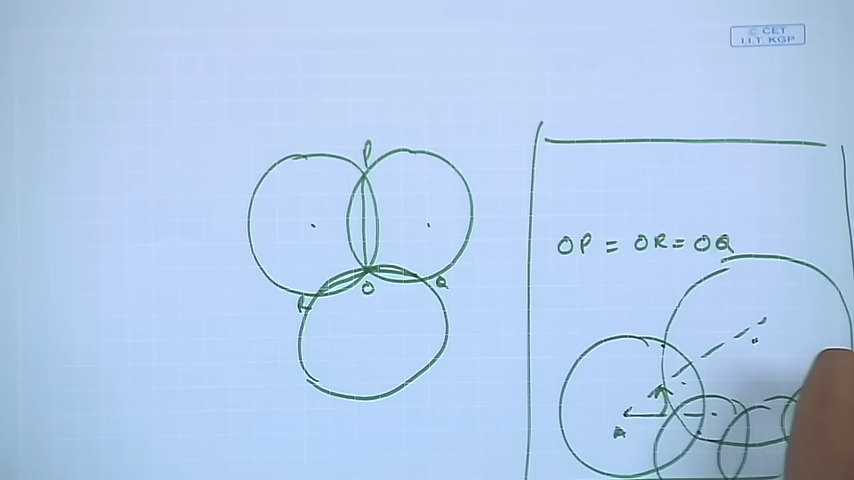 © CET
I.I.T. KGP
P
OP = OR = OQ
R
O
Q
A